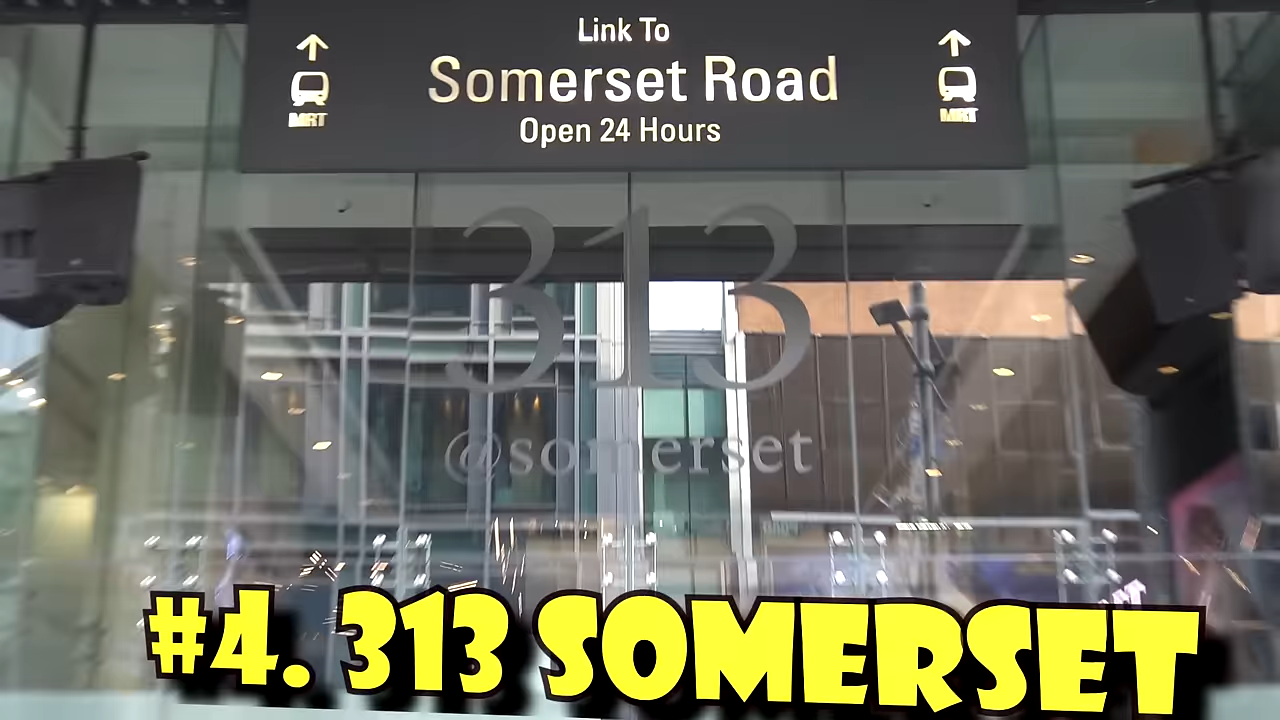 Link To
MRT Somerset Road MRT
Open 24 Hours
313
@somerset
#4. 313 SOMERSET